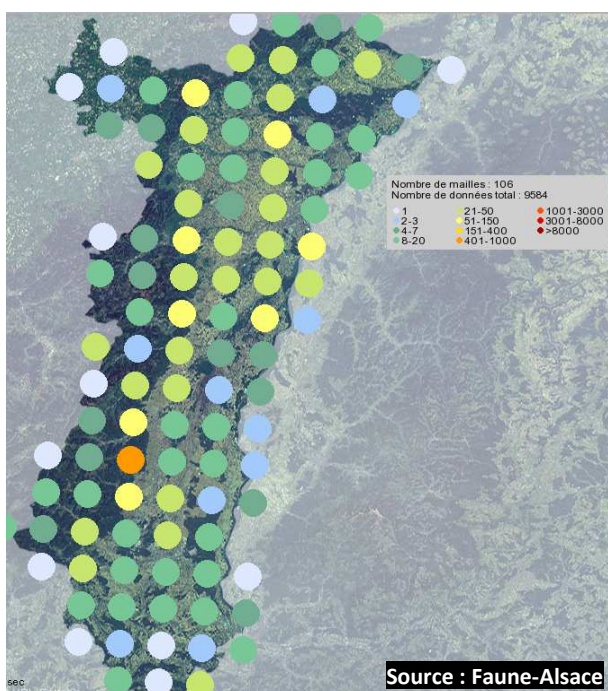 Nombre de mailles : 106
Nombre de données total : 9584
1 21-50 1001-3000
2-3 51-150 3001-8000
4-7 151-400 >8000
8-20 401-1000
sec
Source : Faune-Alsace